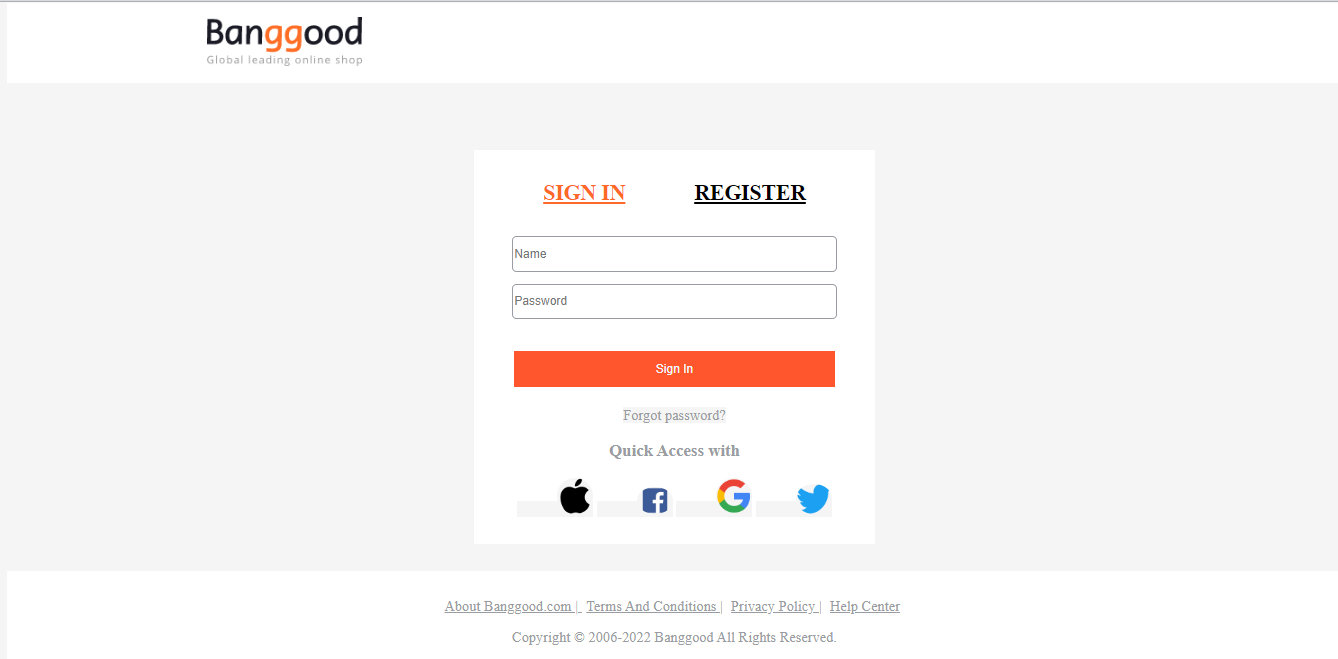 Banggood
Global leading online shop
SIGN IN REGISTER
Name
Password
Sign In
Forgot password?
Quick Access with
About Banggood.com | Terms And Conditions | Privacy Policy | Help Center
Copyright © 2006-2022 Banggood All Rights Reserved.